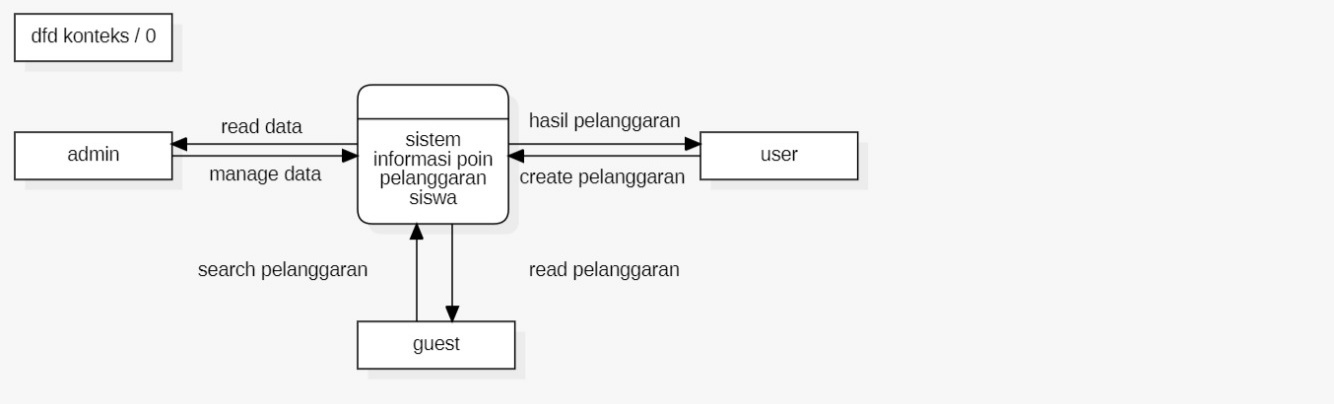 dfd konteks / 0
read data
hasil pelanggaran
admin
sistem
informasi poin
pelanggaran
siswa
user
manage data
create pelanggaran
search pelanggaran
read pelanggaran
guest